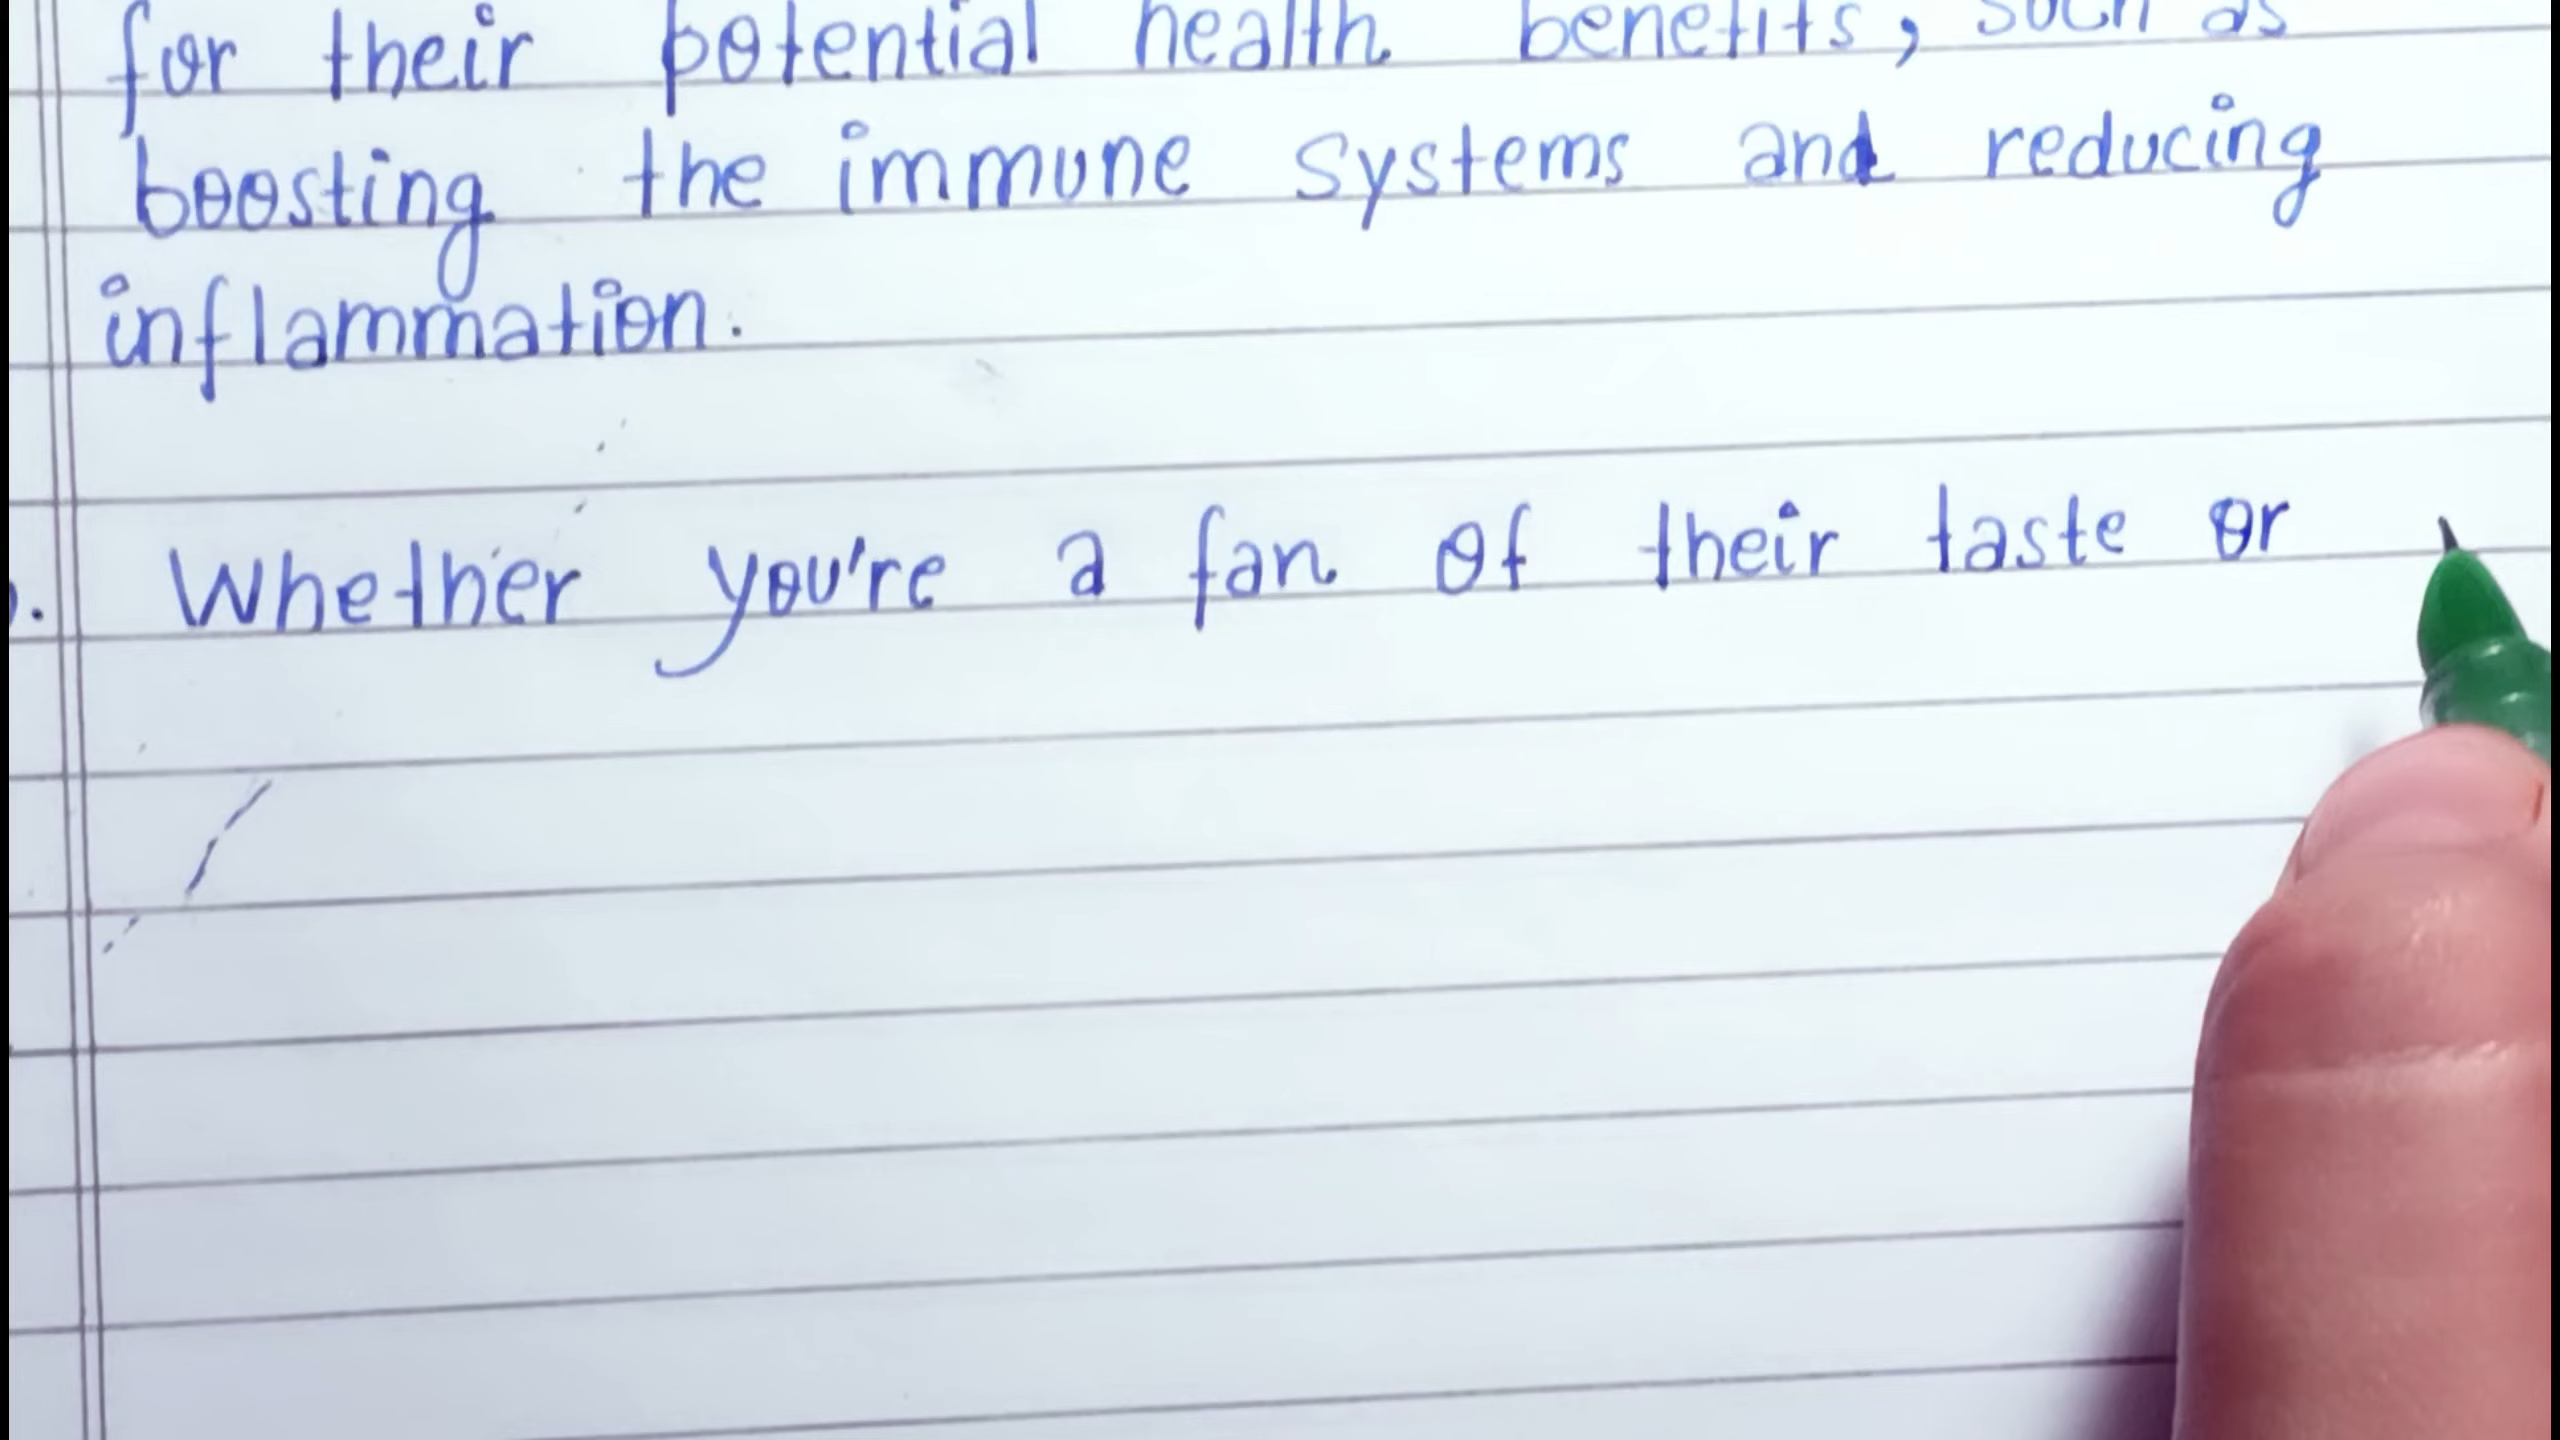 for their potential health benefits, such as
boosting the immune systems and reducing
inflammation.
. Whether you're a fan of their taste or